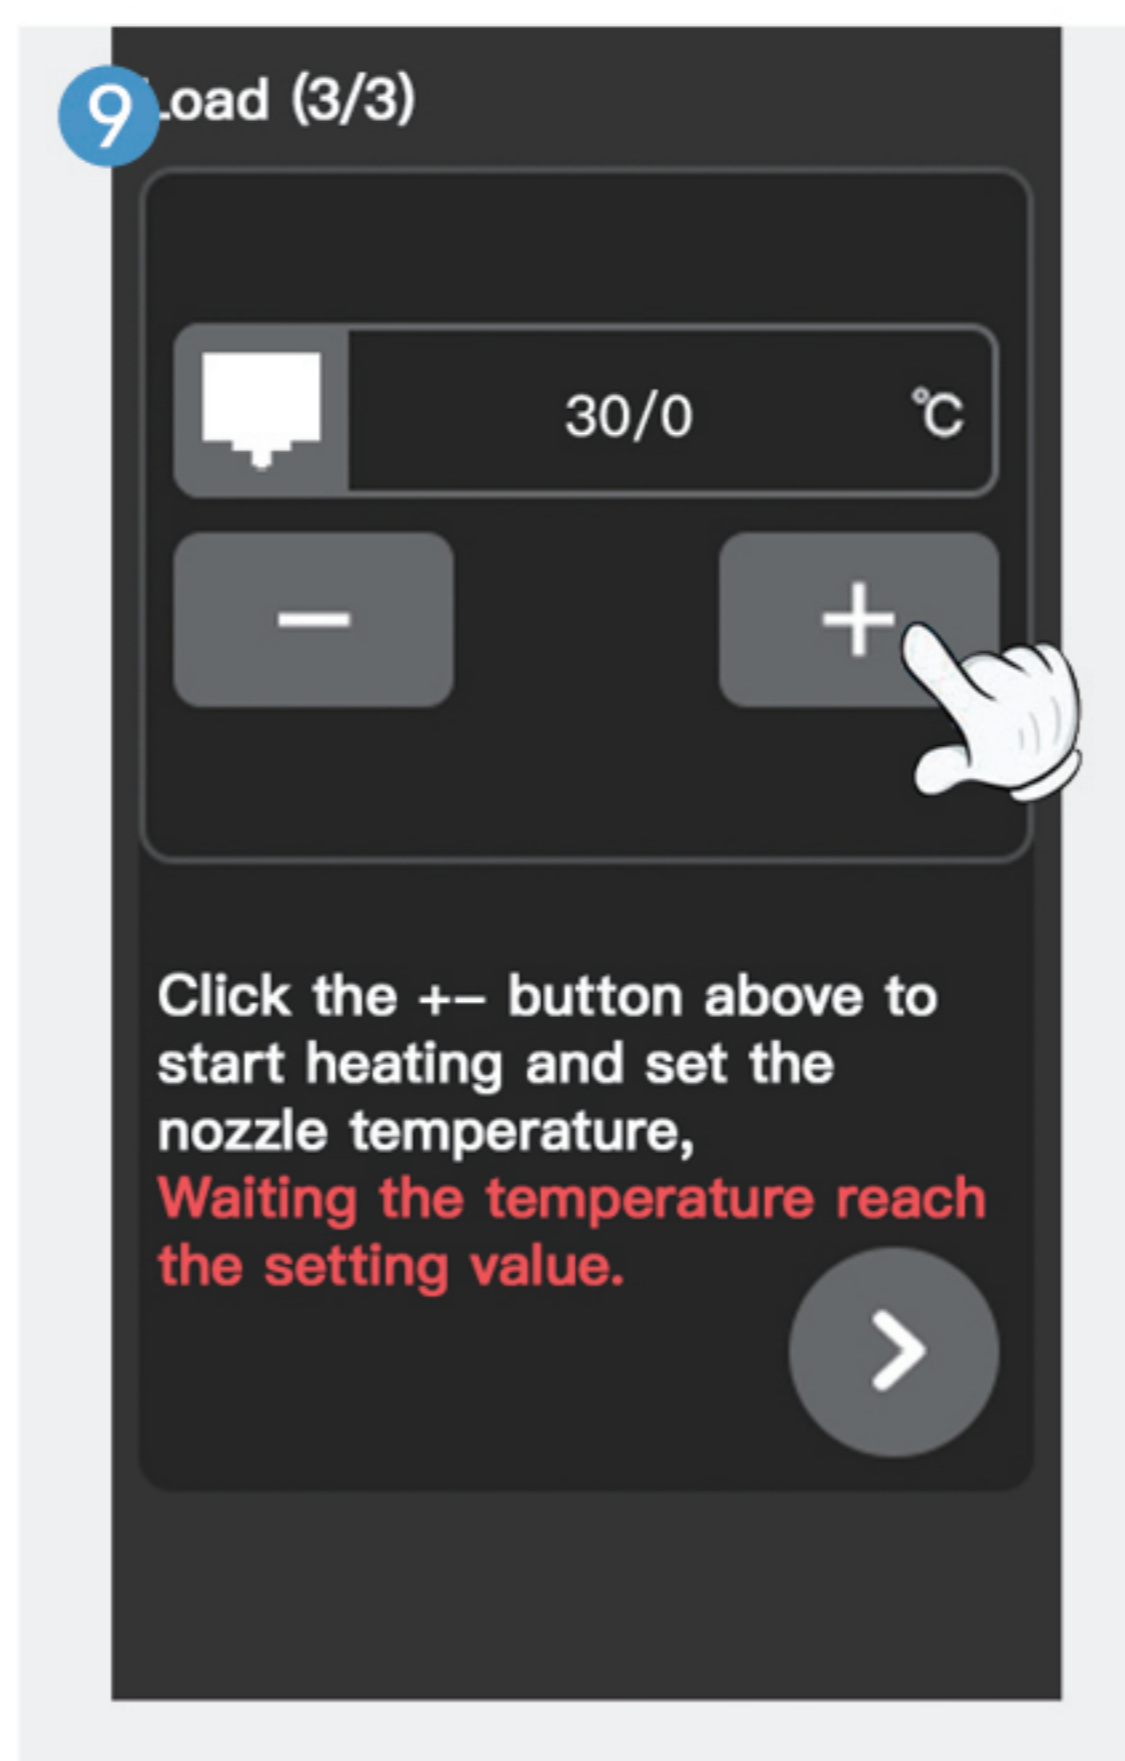 9
Load (3/3)
30/0 ℃
− +
Click the +− button above to
start heating and set the
nozzle temperature,
Waiting the temperature reach
the setting value.